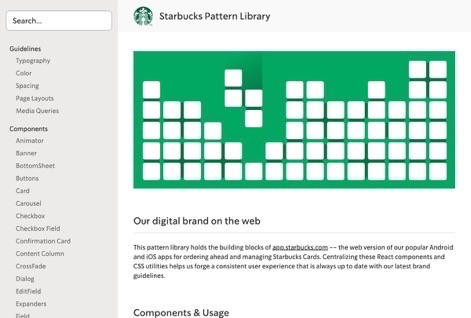 Search...
Guidelines
Typography
Color
Spacing
Page Layouts
Media Queries
Components
Animator
Banner
BottomSheet
Buttons
Card
Carousel
Checkbox
Checkbox Field
Confirmation Card
Content Column
CrossFade
Dialog
EditField
Expanders
Field
Starbucks Pattern Library
Our digital brand on the web
This pattern library holds the building blocks of app.starbucks.com -- the web version of our popular Android
and iOS apps for ordering ahead and managing Starbucks Cards. Centralizing these React components and
CSS utilities helps us forge a consistent user experience that is always up to date with our latest brand
guidelines.
Components & Usage